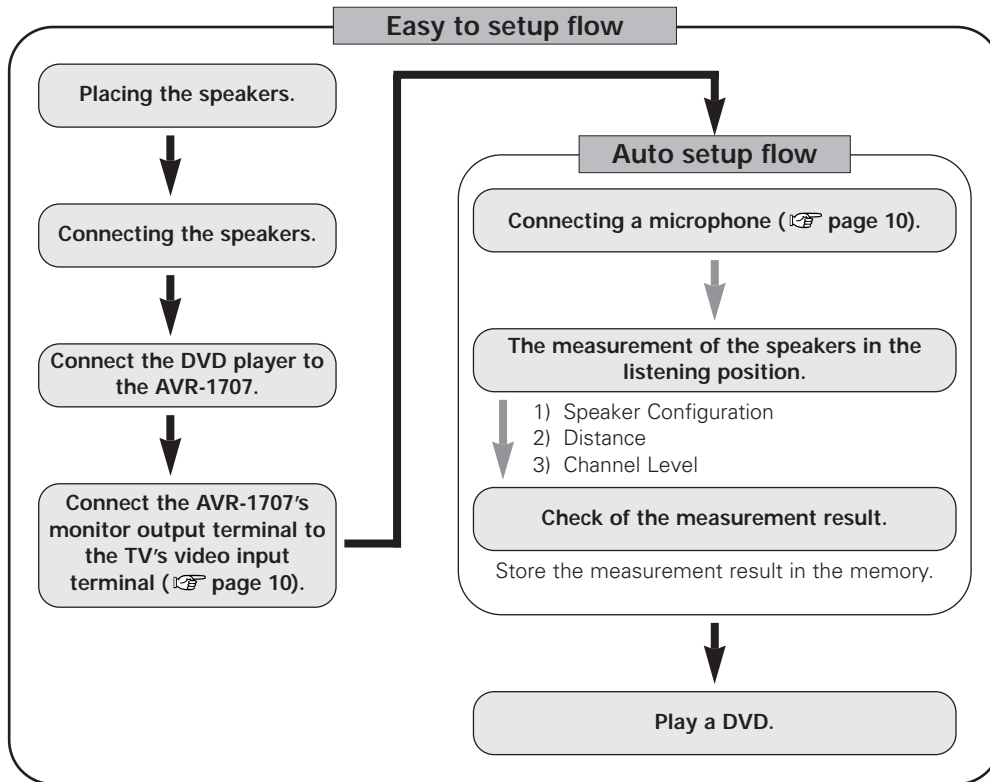 Easy to setup flow
Placing the speakers.
Connecting the speakers.
Connect the DVD player to
the AVR-1707.
Connect the AVR-1707's
monitor output terminal to
the TV's video input
terminal (☞ page 10).
Auto setup flow
Connecting a microphone (☞ page 10).
The measurement of the speakers in the
listening position.
1) Speaker Configuration
2) Distance
3) Channel Level
Check of the measurement result.
Store the measurement result in the memory.
Play a DVD.